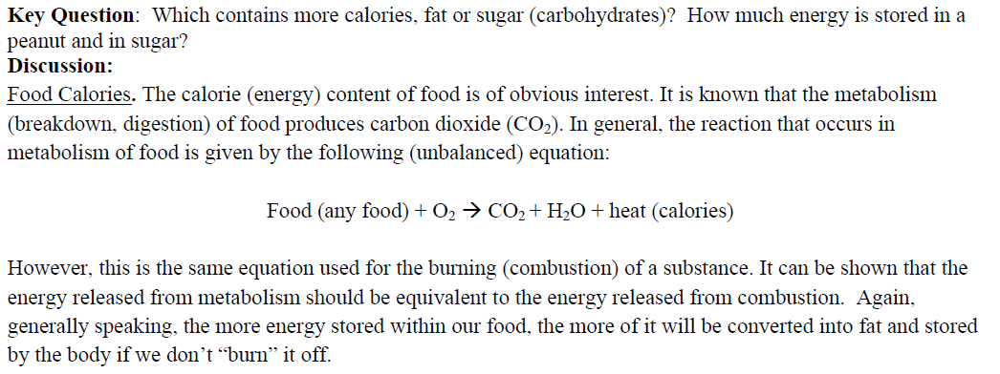 Key Question:  Which contains more calories, fat or sugar (carbohydrates)?  How much energy is stored in a
peanut and in sugar?
Discussion:
Food Calories. The calorie (energy) content of food is of obvious interest. It is known that the metabolism
(breakdown, digestion) of food produces carbon dioxide (CO₂). In general, the reaction that occurs in
metabolism of food is given by the following (unbalanced) equation:
Food (any food) + O₂ → CO₂ + H₂O + heat (calories)
However, this is the same equation used for the burning (combustion) of a substance. It can be shown that the
energy released from metabolism should be equivalent to the energy released from combustion.  Again,
generally speaking, the more energy stored within our food, the more of it will be converted into fat and stored
by the body if we don’t “burn” it off.